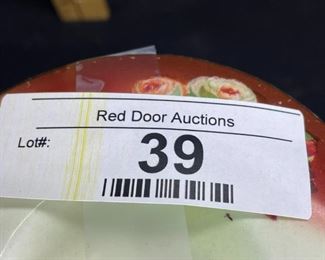 Red Door Auctions
Lot#: 39